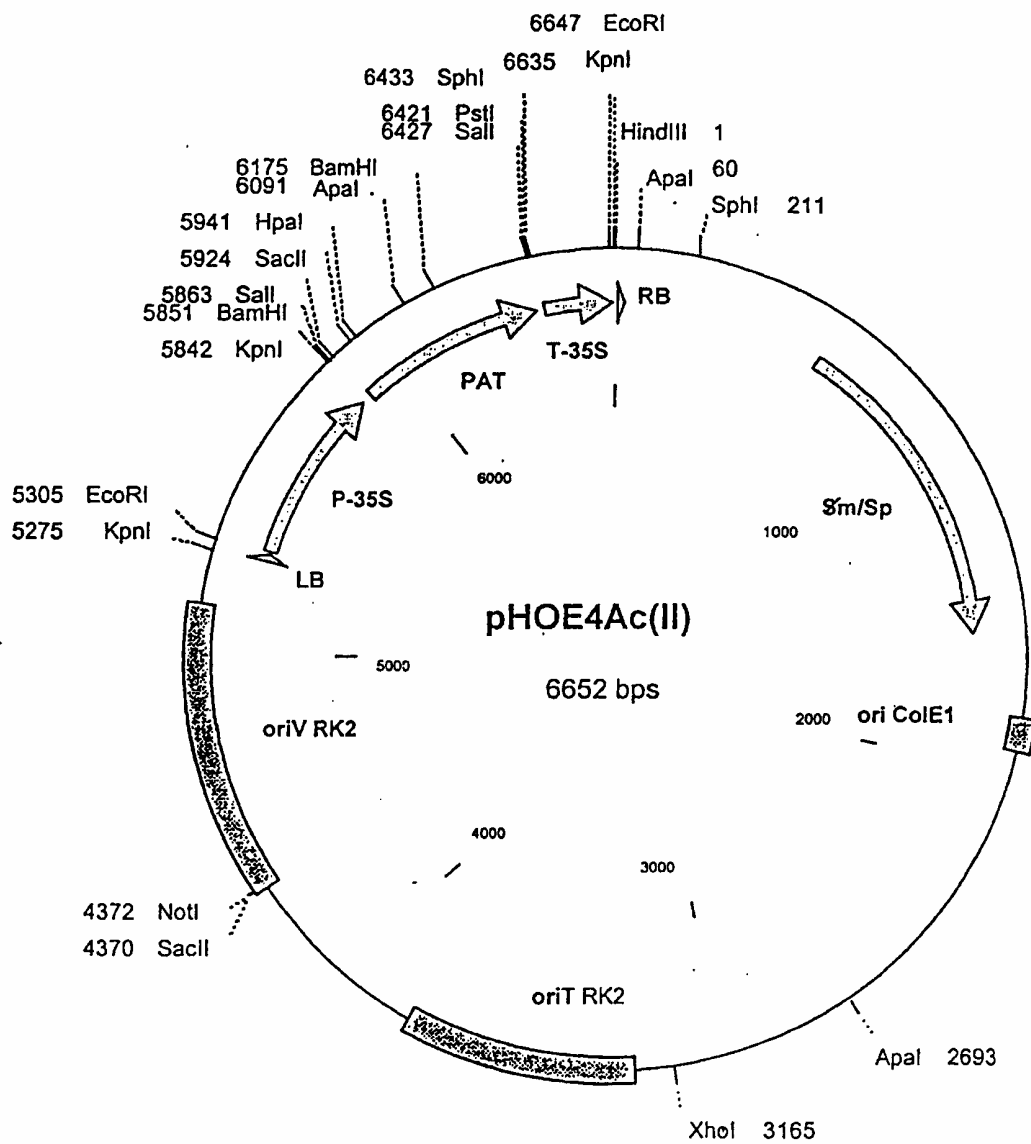 6647 EcoRI
6635 KpnI
6433 SphI
6421 PstI
6427 SalI
HindIII 1
ApaI 60
SphI 211
6175 BamHI
6091 ApaI
5941 HpaI
5924 SacII
5863 SalI
5851 BamHI
5842 KpnI
RB
T-35S
PAT
P-35S
6000
5305 EcoRI
5275 KpnI
LB
Sm/Sp
1000
pHOE4Ac(II)
6652 bps
5000
oriV RK2
2000
ori ColE1
4000
3000
4372 NotI
4370 SacII
oriT RK2
ApaI 2693
XhoI 3165